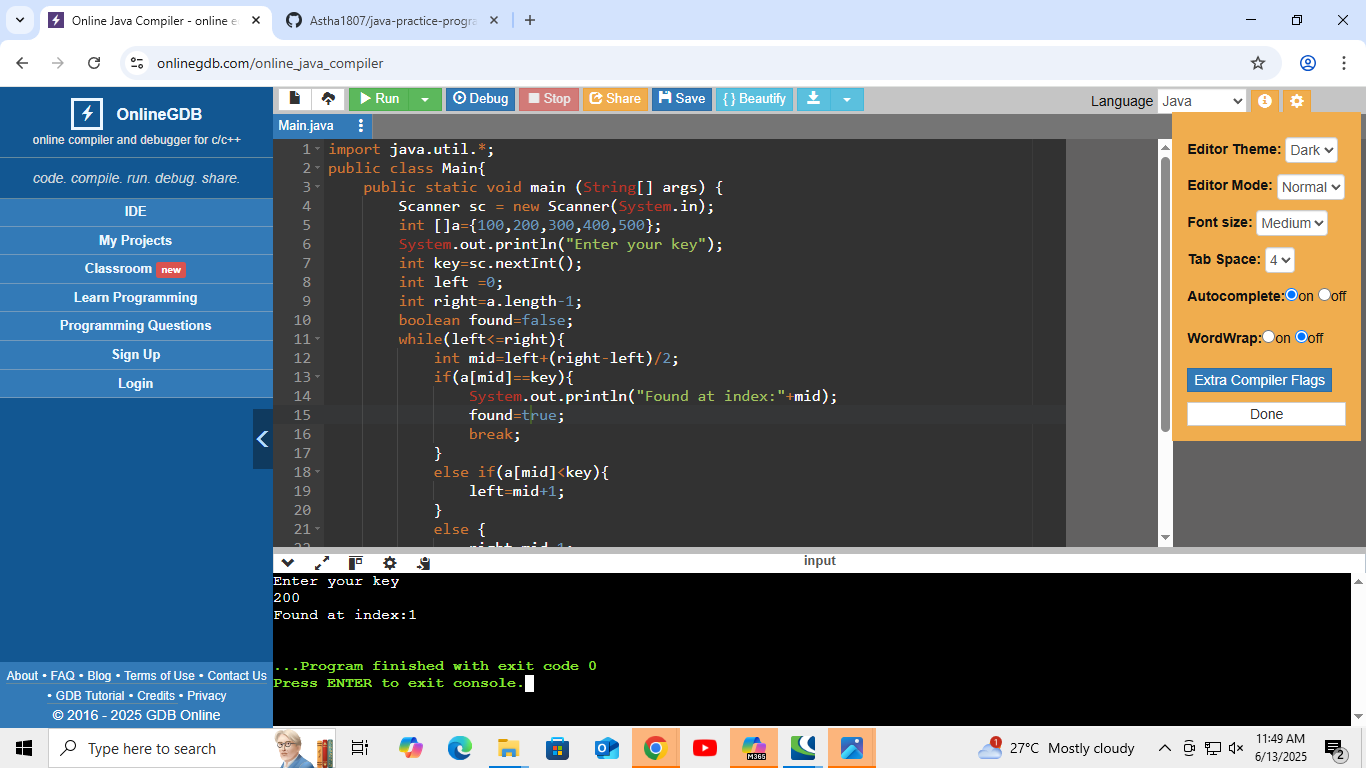 Online Java Compiler - online e
Astha1807/java-practice-progra
onlinegdb.com/online_java_compiler
OnlineGDB
online compiler and debugger for c/c++
code. compile. run. debug. share.
IDE
My Projects
Classroom new
Learn Programming
Programming Questions
Sign Up
Login
About • FAQ • Blog • Terms of Use • Contact Us
• GDB Tutorial • Credits • Privacy
© 2016 - 2025 GDB Online
Run Debug Stop Share Save { } Beautify
Language Java
Main.java
1 import java.util.*;
2 public class Main{
3 public static void main (String[] args) {
4 Scanner sc = new Scanner(System.in);
5 int []a={100,200,300,400,500};
6 System.out.println("Enter your key");
7 int key=sc.nextInt();
8 int left =0;
9 int right=a.length-1;
10 boolean found=false;
11 while(left<=right){
12 int mid=left+(right-left)/2;
13 if(a[mid]==key){
14 System.out.println("Found at index:"+mid);
15 found=true;
16 break;
17 }
18 else if(a[mid]<key){
19 left=mid+1;
20 }
21 else {
22 right=mid-1;
Editor Theme: Dark
Editor Mode: Normal
Font size: Medium
Tab Space: 4
Autocomplete: on off
WordWrap: on off
Extra Compiler Flags
Done
input
Enter your key
200
Found at index:1
...Program finished with exit code 0
Press ENTER to exit console.
Type here to search
M365
1
27°C Mostly cloudy
11:49 AM
6/13/2025
2